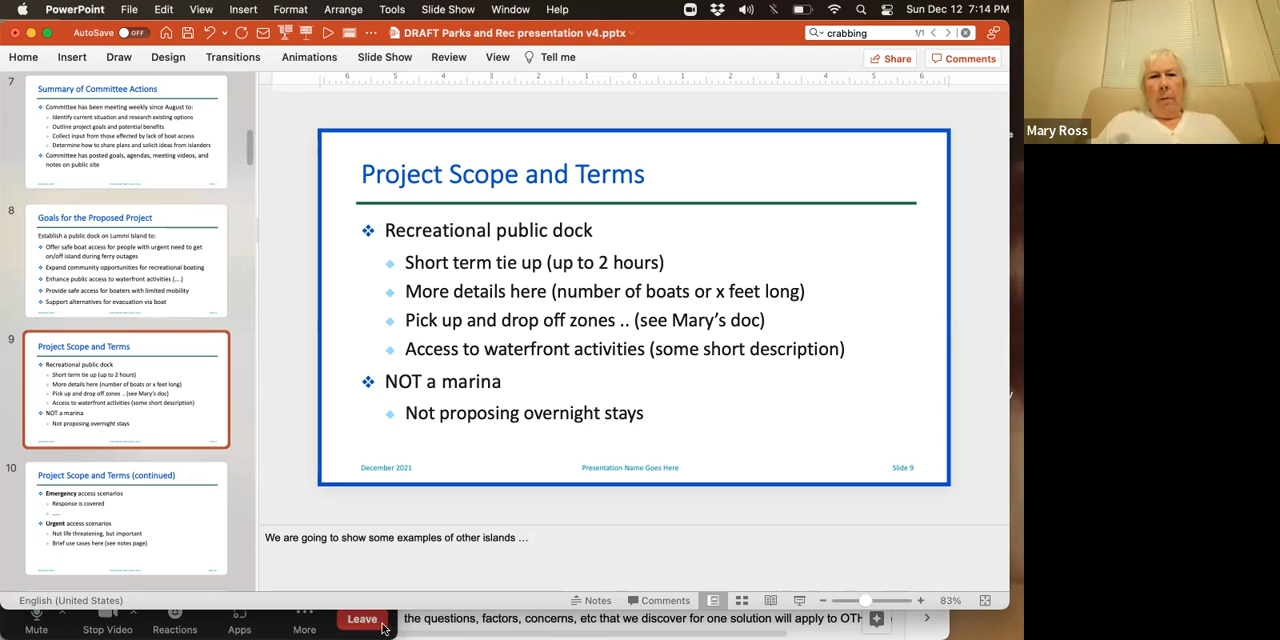 PowerPoint File Edit View Insert Format Arrange Tools Slide Show Window Help Sun Dec 12 7:14 PM
AutoSave OFF DRAFT Parks and Rec presentation v4.pptx crabbing 1/1
Home Insert Draw Design Transitions Animations Slide Show Review View Tell me Share Comments
6 5 4 3 2 1 0 1 2 3 4 5 6
7
Summary of Committee Actions
Committee has been meeting weekly since August to:
Identify current situation and research existing options
Outline project goals and potential benefits
Collect input from those affected by lack of boat access
Determine how to share plans and solicit ideas from islanders
Committee has posted goals, agendas, meeting videos, and
notes on public site
8
Goals for the Proposed Project
Establish a public dock on Lummi Island to:
Offer safe boat access for people with urgent need to get
on/off island during ferry outages
Expand community opportunities for recreational boating
Enhance public access to waterfront activities (....)
Provide safe access for boaters with limited mobility
Support alternatives for evacuation via boat
9
Project Scope and Terms
Recreational public dock
Short term tie up (up to 2 hours)
More details here (number of boats or x feet long)
Pick up and drop off zones .. (see Mary's doc)
Access to waterfront activities (some short description)
NOT a marina
Not proposing overnight stays
10
Project Scope and Terms (continued)
Emergency access scenarios
Response is covered
.....
Urgent access scenarios
Not life threatening, but important
Brief use cases here (see notes page)
Project Scope and Terms
Recreational public dock
Short term tie up (up to 2 hours)
More details here (number of boats or x feet long)
Pick up and drop off zones .. (see Mary's doc)
Access to waterfront activities (some short description)
NOT a marina
Not proposing overnight stays
December 2021 Presentation Name Goes Here Slide 9
We are going to show some examples of other islands ...
English (United States) Notes Comments 83%
Mute Stop Video Reactions Apps More Leave
the questions, factors, concerns, etc that we discover for one solution will apply to OTH
Mary Ross